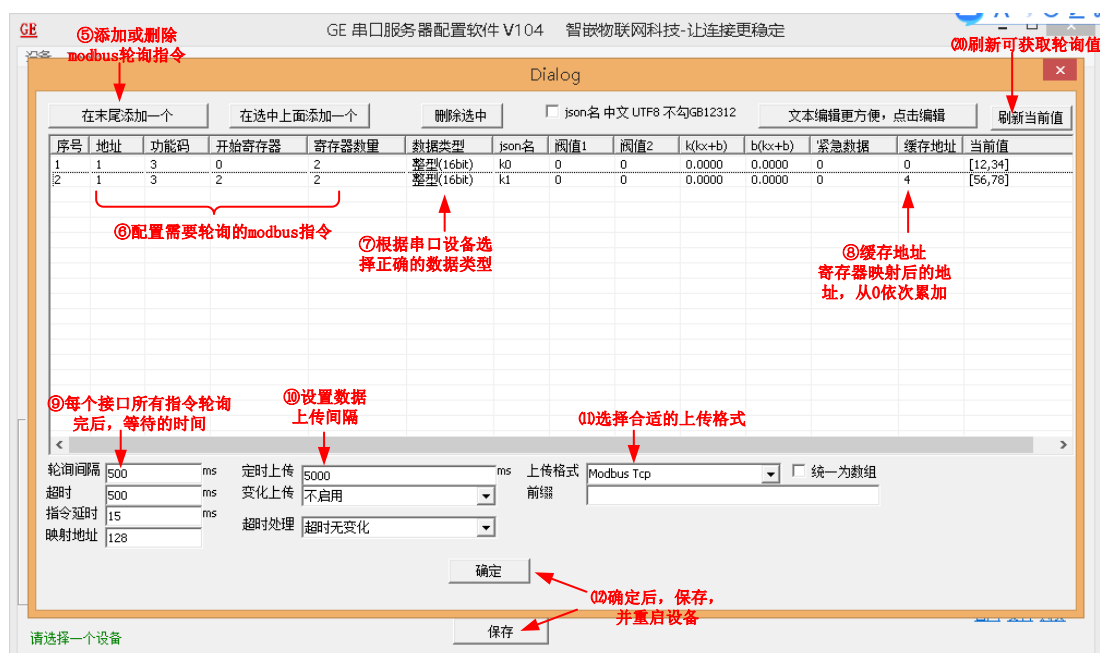 GE
GE 串口服务器配置软件 V104 智嵌物联网科技-让连接更稳定
⑤添加或删除
modbus轮询指令
⒇刷新可获取轮询值
Dialog
在末尾添加一个
在选中上面添加一个
删除选中
json名 中文 UTF8 不勾GB12312
文本编辑更方便，点击编辑
刷新当前值
序号 地址 功能码 开始寄存器 寄存器数量 数据类型 json名 阀值1 阀值2 k(kx+b) b(kx+b) 紧急数据 缓存地址 当前值
1 1 3 0 2 整型(16bit) k0 0 0 0.0000 0.0000 0 0 [12,34]
2 1 3 2 2 整型(16bit) k1 0 0 0.0000 0.0000 0 4 [56,78]
⑥配置需要轮询的modbus指令
⑦根据串口设备选
择正确的数据类型
⑧缓存地址
寄存器映射后的地
址，从0依次累加
⑨每个接口所有指令轮询
完后，等待的时间
⑩设置数据
上传间隔
⑾选择合适的上传格式
轮询间隔 500 ms 定时上传 5000 ms 上传格式 Modbus Tcp 统一为数组
超时 500 ms 变化上传 不启用 前缀
指令延时 15 ms
超时处理 超时无变化
映射地址 128
确定
⑿确定后，保存，
并重启设备
保存
请选择一个设备